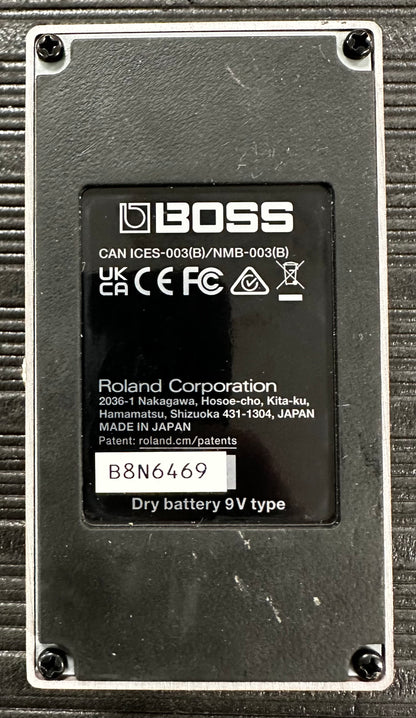 BOSS
CAN ICES-003(B)/NMB-003(B)
UK CA CE FC
Roland Corporation
2036-1 Nakagawa, Hosoe-cho, Kita-ku,
Hamamatsu, Shizuoka 431-1304, JAPAN
MADE IN JAPAN
Patent: roland.cm/patents
B8N6469
Dry battery 9V type